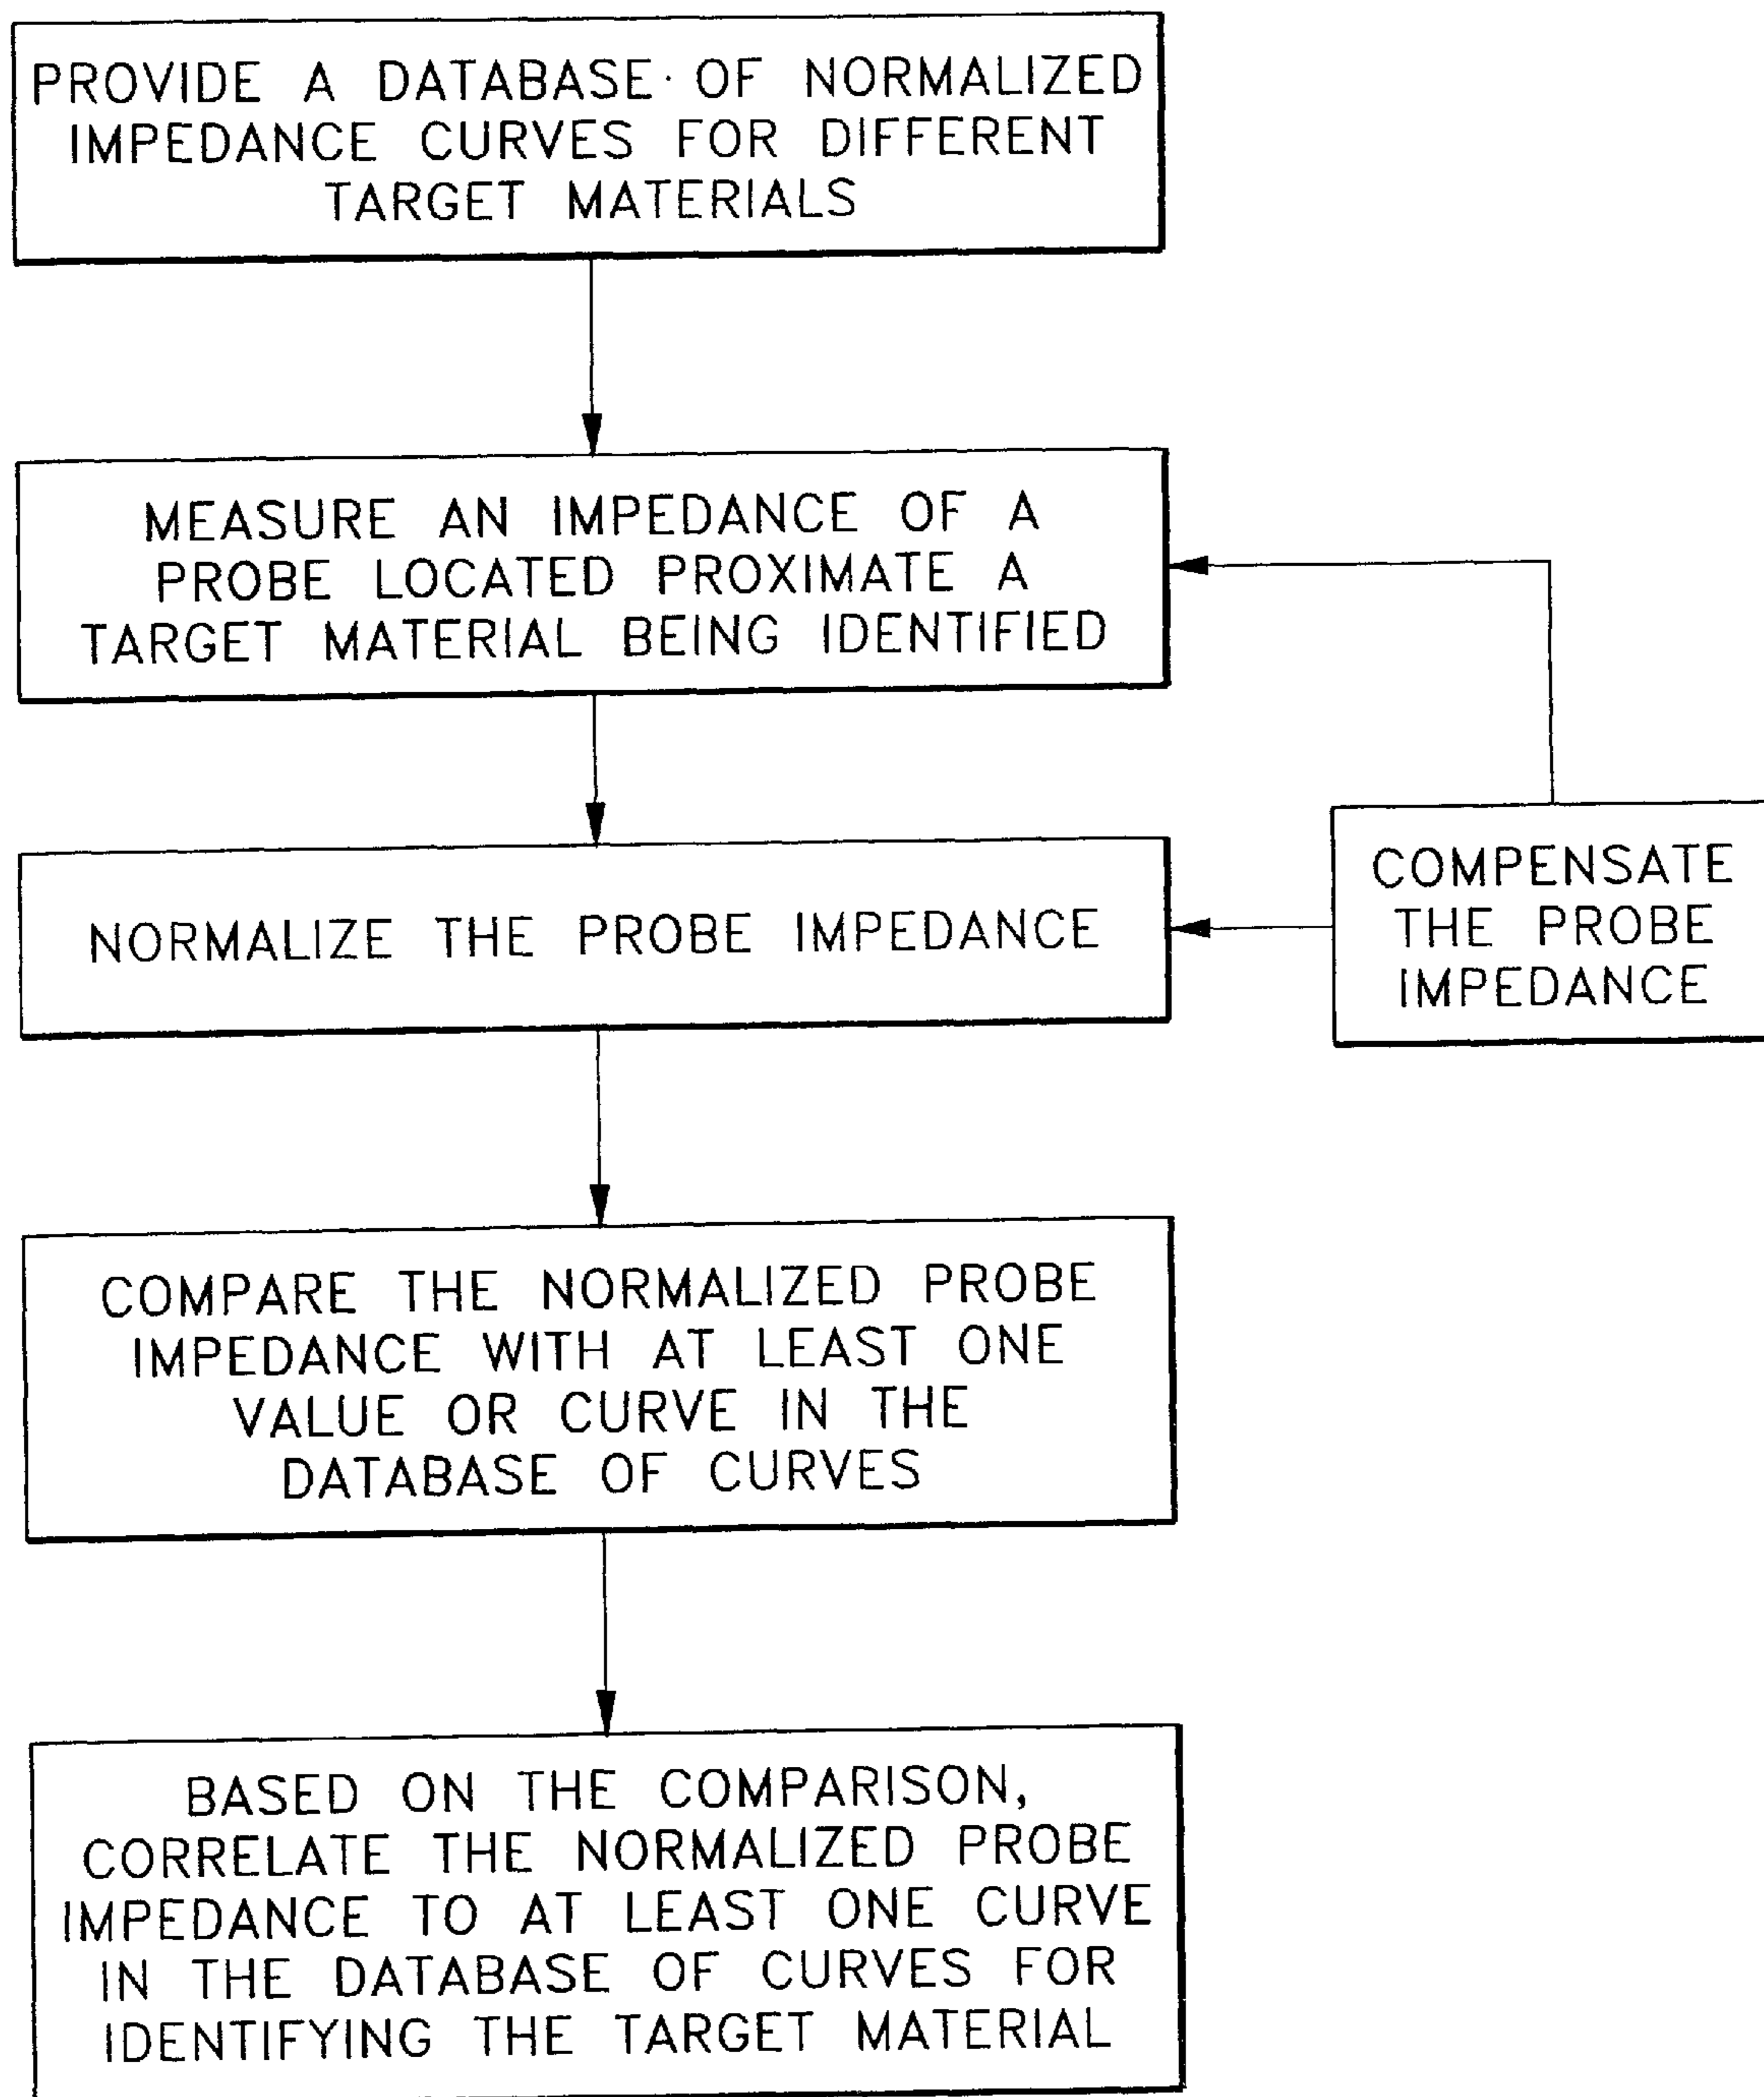 PROVIDE A DATABASE OF NORMALIZED
IMPEDANCE CURVES FOR DIFFERENT
TARGET MATERIALS
MEASURE AN IMPEDANCE OF A
PROBE LOCATED PROXIMATE A
TARGET MATERIAL BEING IDENTIFIED
NORMALIZE THE PROBE IMPEDANCE
COMPENSATE
THE PROBE
IMPEDANCE
COMPARE THE NORMALIZED PROBE
IMPEDANCE WITH AT LEAST ONE
VALUE OR CURVE IN THE
DATABASE OF CURVES
BASED ON THE COMPARISON,
CORRELATE THE NORMALIZED PROBE
IMPEDANCE TO AT LEAST ONE CURVE
IN THE DATABASE OF CURVES FOR
IDENTIFYING THE TARGET MATERIAL